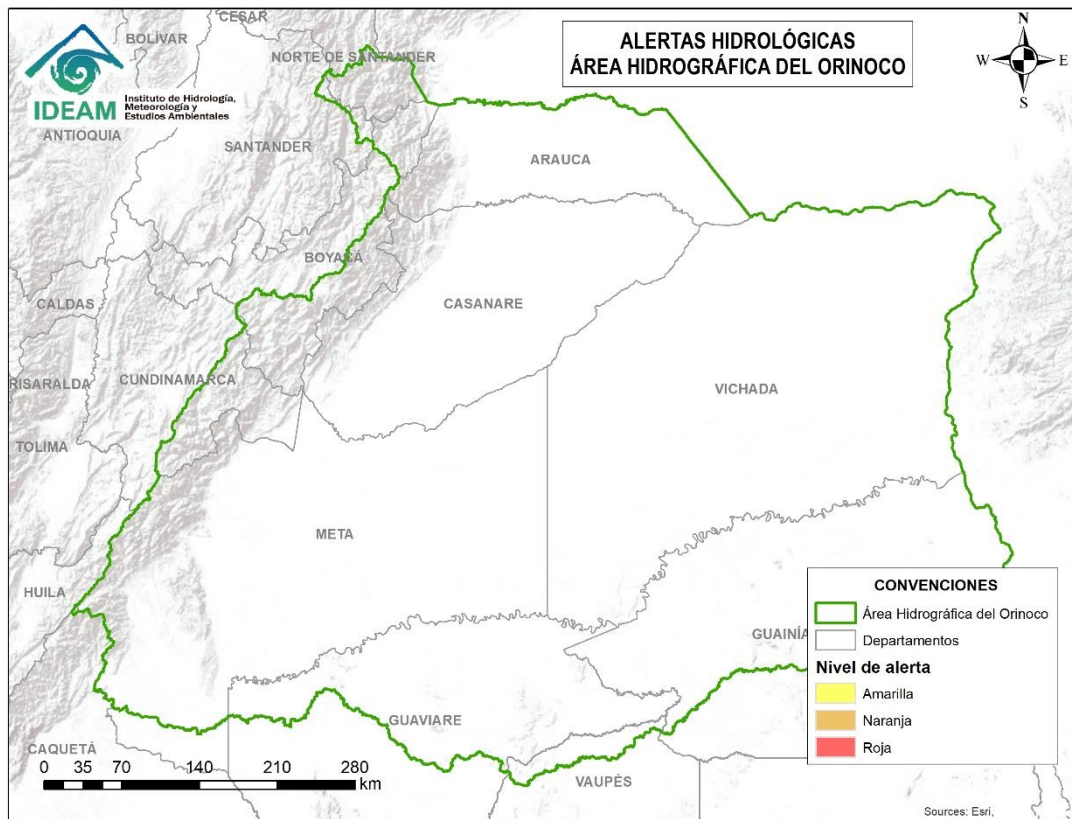 ALERTAS HIDROLÓGICAS
ÁREA HIDROGRÁFICA DEL ORINOCO
N
W
E
S
IDEAM
Instituto de Hidrología,
Meteorología y
Estudios Ambientales
CESAR
BOLÍVAR
NORTE DE SANTANDER
ANTIOQUIA
SANTANDER
ARAUCA
BOYACÁ
CALDAS
CASANARE
RISARALDA
CUNDINAMARCA
VICHADA
TOLIMA
META
HUILA
GUAINÍA
GUAVIARE
CAQUETÁ
VAUPÉS
CONVENCIONES
Área Hidrográfica del Orinoco
Departamentos
Nivel de alerta
Amarilla
Naranja
Roja
0 35 70 140 210 280
km
Sources: Esri,